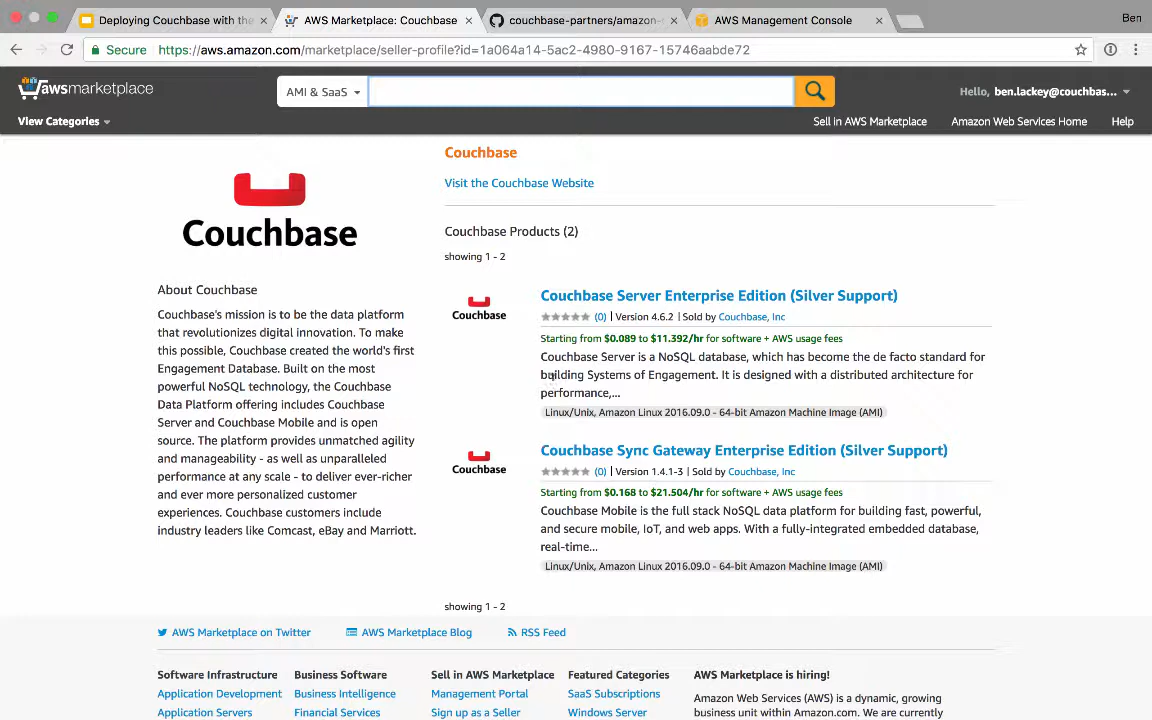 Deploying Couchbase with the
AWS Marketplace: Couchbase
couchbase-partners/amazon-
AWS Management Console
Ben
Secure
https://aws.amazon.com/marketplace/seller-profile?id=1a064a14-5ac2-4980-9167-15746aabde72
awsmarketplace
AMI & SaaS
Hello, ben.lackey@couchbas...
View Categories
Sell in AWS Marketplace
Amazon Web Services Home
Help
Couchbase
About Couchbase
Couchbase's mission is to be the data platform
that revolutionizes digital innovation. To make
this possible, Couchbase created the world's first
Engagement Database. Built on the most
powerful NoSQL technology, the Couchbase
Data Platform offering includes Couchbase
Server and Couchbase Mobile and is open
source. The platform provides unmatched agility
and manageability - as well as unparalleled
performance at any scale - to deliver ever-richer
and ever more personalized customer
experiences. Couchbase customers include
industry leaders like Comcast, eBay and Marriott.
Couchbase
Visit the Couchbase Website
Couchbase Products (2)
showing 1 - 2
Couchbase
Couchbase Server Enterprise Edition (Silver Support)
(0) | Version 4.6.2 | Sold by Couchbase, Inc
Starting from $0.089 to $11.392/hr for software + AWS usage fees
Couchbase Server is a NoSQL database, which has become the de facto standard for
building Systems of Engagement. It is designed with a distributed architecture for
performance,...
Linux/Unix, Amazon Linux 2016.09.0 - 64-bit Amazon Machine Image (AMI)
Couchbase
Couchbase Sync Gateway Enterprise Edition (Silver Support)
(0) | Version 1.4.1-3 | Sold by Couchbase, Inc
Starting from $0.168 to $21.504/hr for software + AWS usage fees
Couchbase Mobile is the full stack NoSQL data platform for building fast, powerful,
and secure mobile, IoT, and web apps. With a fully-integrated embedded database,
real-time...
Linux/Unix, Amazon Linux 2016.09.0 - 64-bit Amazon Machine Image (AMI)
showing 1 - 2
AWS Marketplace on Twitter
AWS Marketplace Blog
RSS Feed
Software Infrastructure
Application Development
Application Servers
Business Software
Business Intelligence
Financial Services
Sell in AWS Marketplace
Management Portal
Sign up as a Seller
Featured Categories
SaaS Subscriptions
Windows Server
AWS Marketplace is hiring!
Amazon Web Services (AWS) is a dynamic, growing
business unit within Amazon.com. We are currently